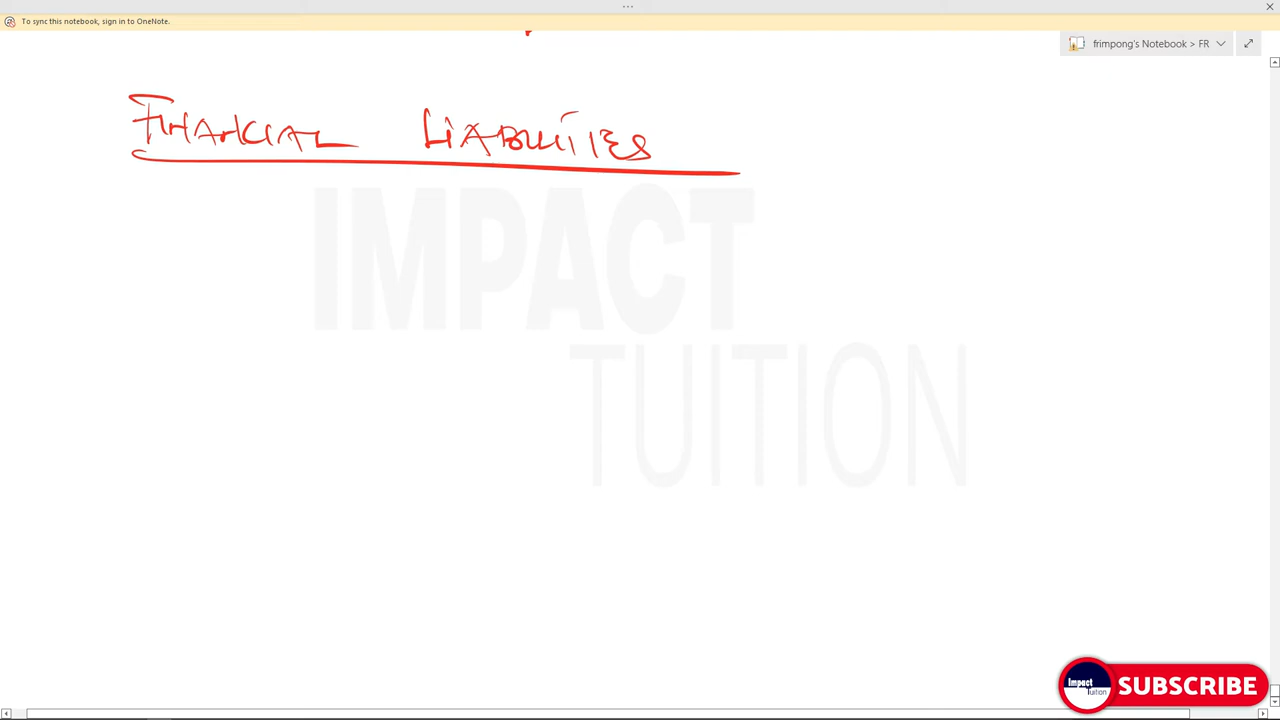 To sync this notebook, sign in to OneNote.
frimpong's Notebook > FR
FINANCIAL LIABILITIES
IMPACT
TUITION
Impact
Tuition
SUBSCRIBE